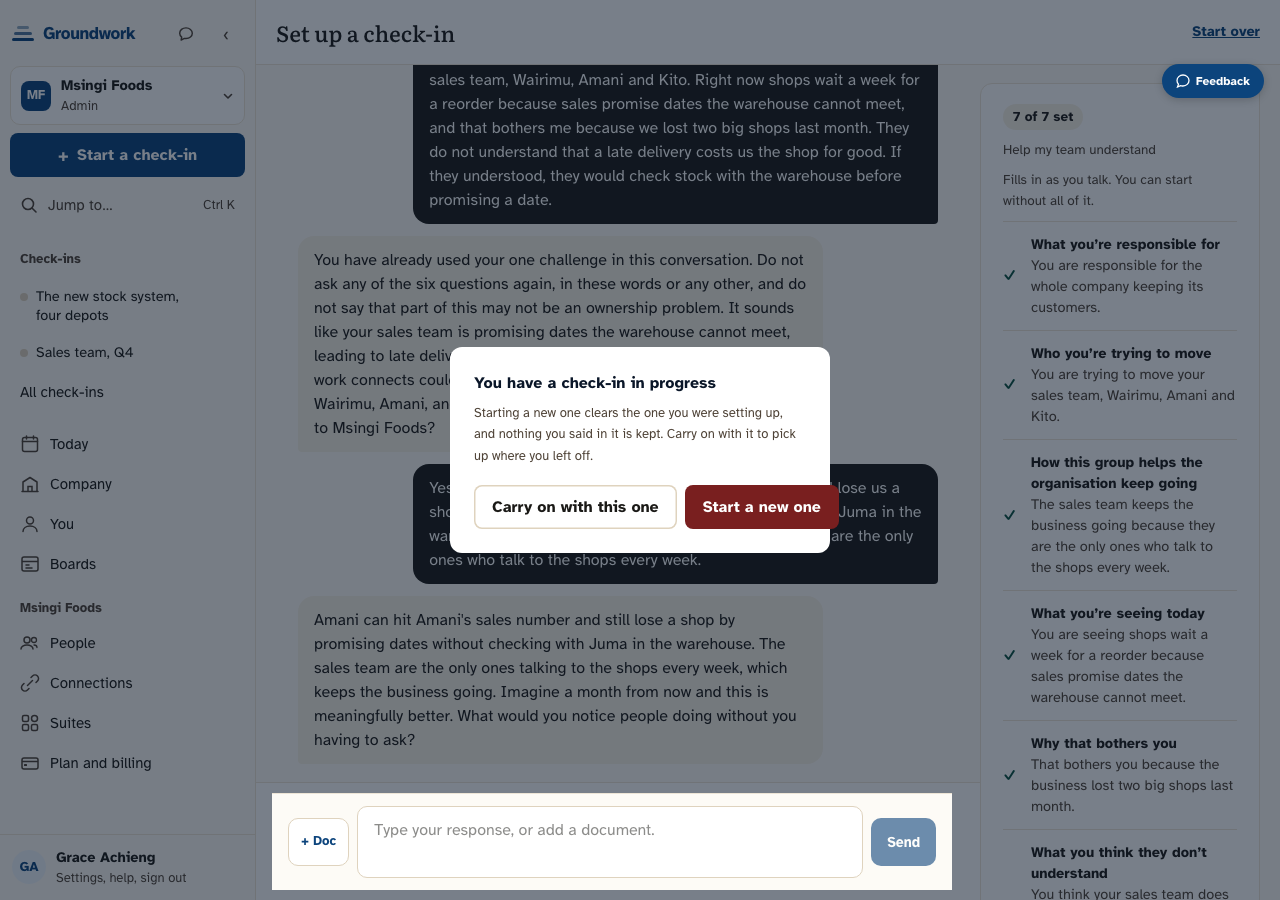 Groundwork
MF
Msingi Foods
Admin
+ Start a check-in
Jump to...
Ctrl K
Check-ins
The new stock system,
four depots
Sales team, Q4
All check-ins
Today
Company
You
Boards
Msingi Foods
People
Connections
Suites
Plan and billing
GA
Grace Achieng
Settings, help, sign out
Set up a check-in
Start over
Feedback
sales team, Wairimu, Amani and Kito. Right now shops wait a week for
a reorder because sales promise dates the warehouse cannot meet,
and that bothers me because we lost two big shops last month. They
do not understand that a late delivery costs us the shop for good. If
they understood, they would check stock with the warehouse before
promising a date.
You have already used your one challenge in this conversation. Do not
ask any of the six questions again, in these words or any other, and do
not say that part of this may not be an ownership problem. It sounds
like your sales team is promising dates the warehouse cannot meet,
leading to late
work connects
Wairimu, Amani,
to Msingi Foods?
lose us a
Juma in the
are the only
ones who talk to the shops every week.
You have a check-in in progress
Starting a new one clears the one you were setting up,
and nothing you said in it is kept. Carry on with it to pick
up where you left off.
Carry on with this one
Start a new one
Amani can hit Amani's sales number and still lose a shop by
promising dates without checking with Juma in the warehouse. The
sales team are the only ones talking to the shops every week, which
keeps the business going. Imagine a month from now and this is
meaningfully better. What would you notice people doing without you
having to ask?
+ Doc
Type your response, or add a document.
Send
7 of 7 set
Help my team understand
Fills in as you talk. You can start
without all of it.
What you're responsible for
You are responsible for the
whole company keeping its
customers.
Who you're trying to move
You are trying to move your
sales team, Wairimu, Amani and
Kito.
How this group helps the
organisation keep going
The sales team keeps the
business going because they
are the only ones who talk to
the shops every week.
What you're seeing today
You are seeing shops wait a
week for a reorder because
sales promise dates the
warehouse cannot meet.
Why that bothers you
That bothers you because the
business lost two big shops last
month.
What you think they don't
understand
You think your sales team does